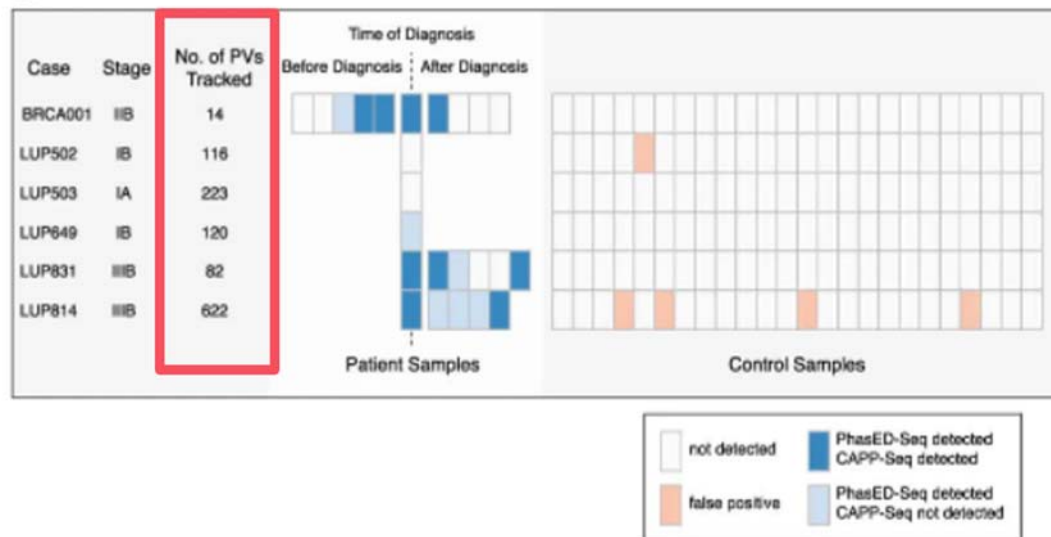 Time of Diagnosis
Case Stage No. of PVs Tracked Before Diagnosis After Diagnosis
BRCA001 IIB 14
LUP502 IB 116
LUP503 IA 223
LUP649 IB 120
LUP831 IIIB 82
LUP814 IIIB 622
Patient Samples Control Samples
not detected
PhasED-Seq detected
CAPP-Seq detected
false positive
PhasED-Seq detected
CAPP-Seq not detected